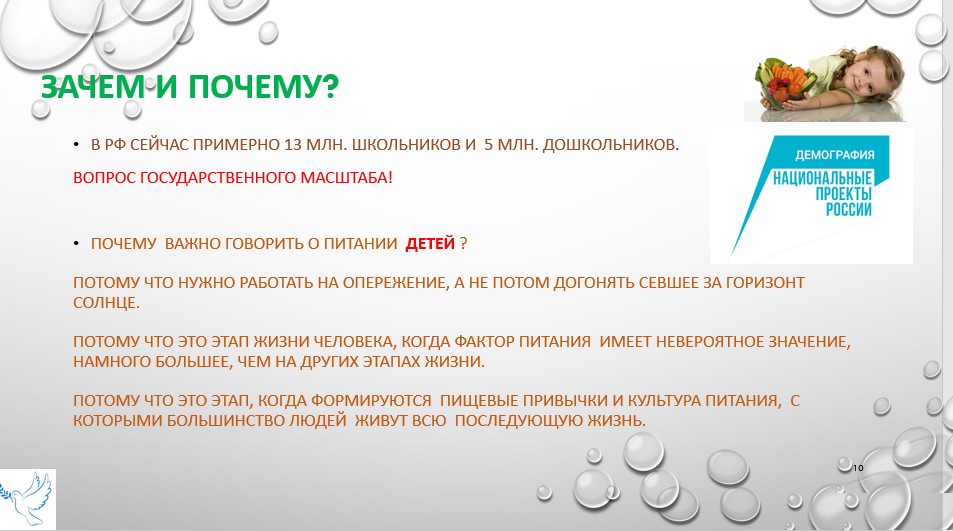 ЗАЧЕМ И ПОЧЕМУ?
• В РФ СЕЙЧАС ПРИМЕРНО 13 МЛН. ШКОЛЬНИКОВ И 5 МЛН. ДОШКОЛЬНИКОВ.
ВОПРОС ГОСУДАРСТВЕННОГО МАСШТАБА!
ДЕМОГРАФИЯ
НАЦИОНАЛЬНЫЕ
ПРОЕКТЫ
РОССИИ
• ПОЧЕМУ ВАЖНО ГОВОРИТЬ О ПИТАНИИ ДЕТЕЙ ?
ПОТОМУ ЧТО НУЖНО РАБОТАТЬ НА ОПЕРЕЖЕНИЕ, А НЕ ПОТОМ ДОГОНЯТЬ СЕВШЕЕ ЗА ГОРИЗОНТ
СОЛНЦЕ.
ПОТОМУ ЧТО ЭТО ЭТАП ЖИЗНИ ЧЕЛОВЕКА, КОГДА ФАКТОР ПИТАНИЯ ИМЕЕТ НЕВЕРОЯТНОЕ ЗНАЧЕНИЕ,
НАМНОГО БОЛЬШЕЕ, ЧЕМ НА ДРУГИХ ЭТАПАХ ЖИЗНИ.
ПОТОМУ ЧТО ЭТО ЭТАП, КОГДА ФОРМИРУЮТСЯ ПИЩЕВЫЕ ПРИВЫЧКИ И КУЛЬТУРА ПИТАНИЯ, С
КОТОРЫМИ БОЛЬШИНСТВО ЛЮДЕЙ ЖИВУТ ВСЮ ПОСЛЕДУЮЩУЮ ЖИЗНЬ.
10